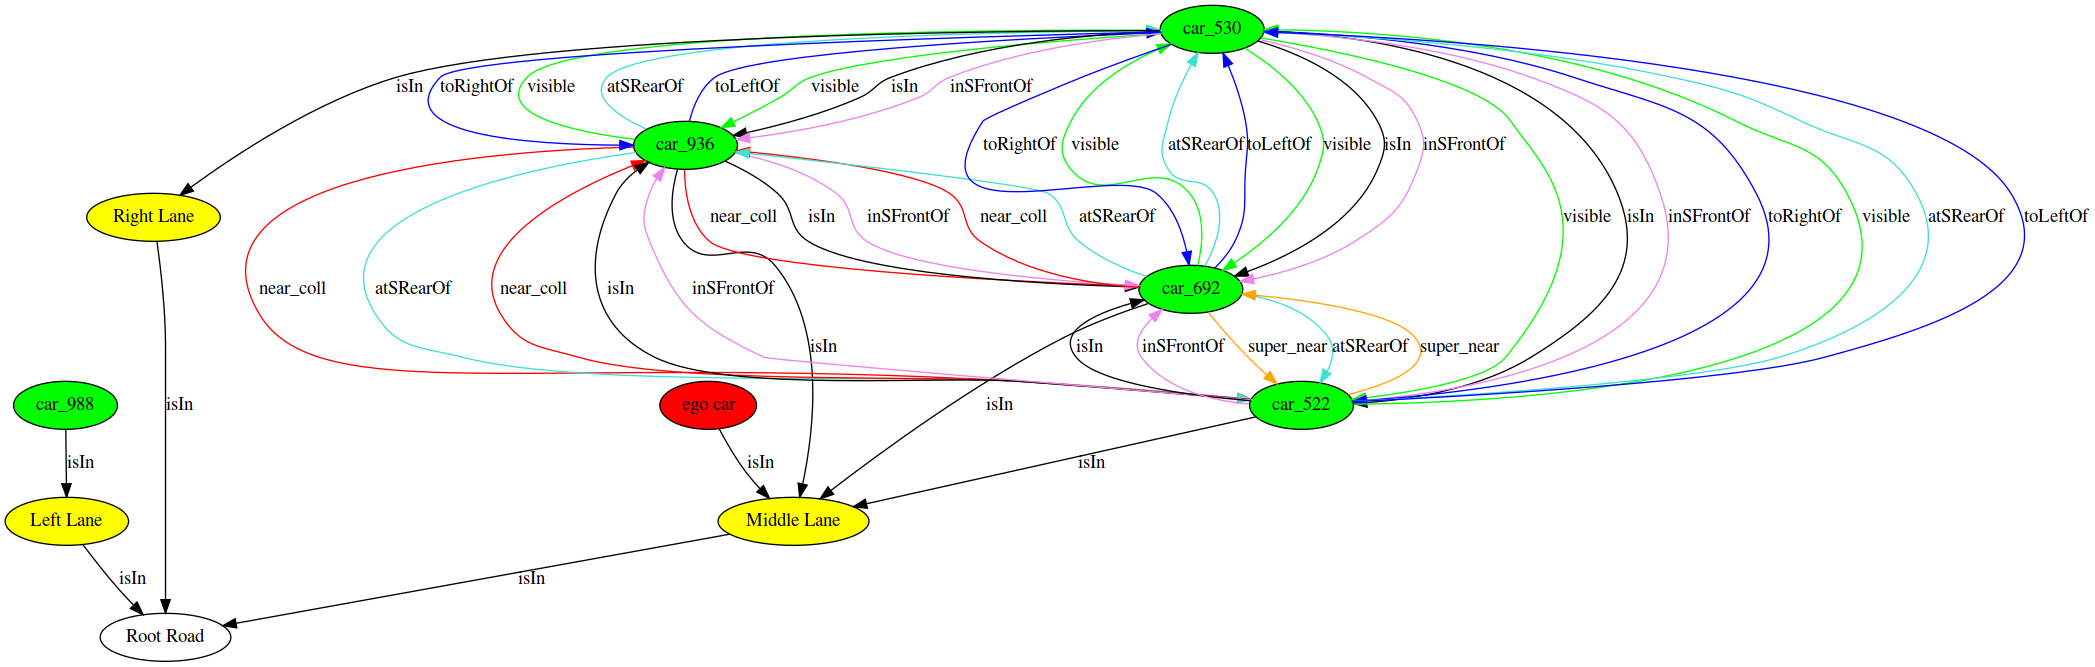 car_530
isIn
toRightOf
visible
atSRearOf
toLeftOf
visible
isIn
inSFrontOf
car_936
toRightOf
visible
atSRearOf
toLeftOf
visible
isIn
inSFrontOf
Right Lane
near_coll
isIn
inSFrontOf
near_coll
atSRearOf
visible
isIn
inSFrontOf
toRightOf
visible
atSRearOf
toLeftOf
near_coll
atSRearOf
near_coll
isIn
inSFrontOf
car_692
isIn
isIn
inSFrontOf
super_near
atSRearOf
super_near
car_988
isIn
ego car
isIn
car_522
isIn
isIn
isIn
Left Lane
Middle Lane
isIn
isIn
Root Road